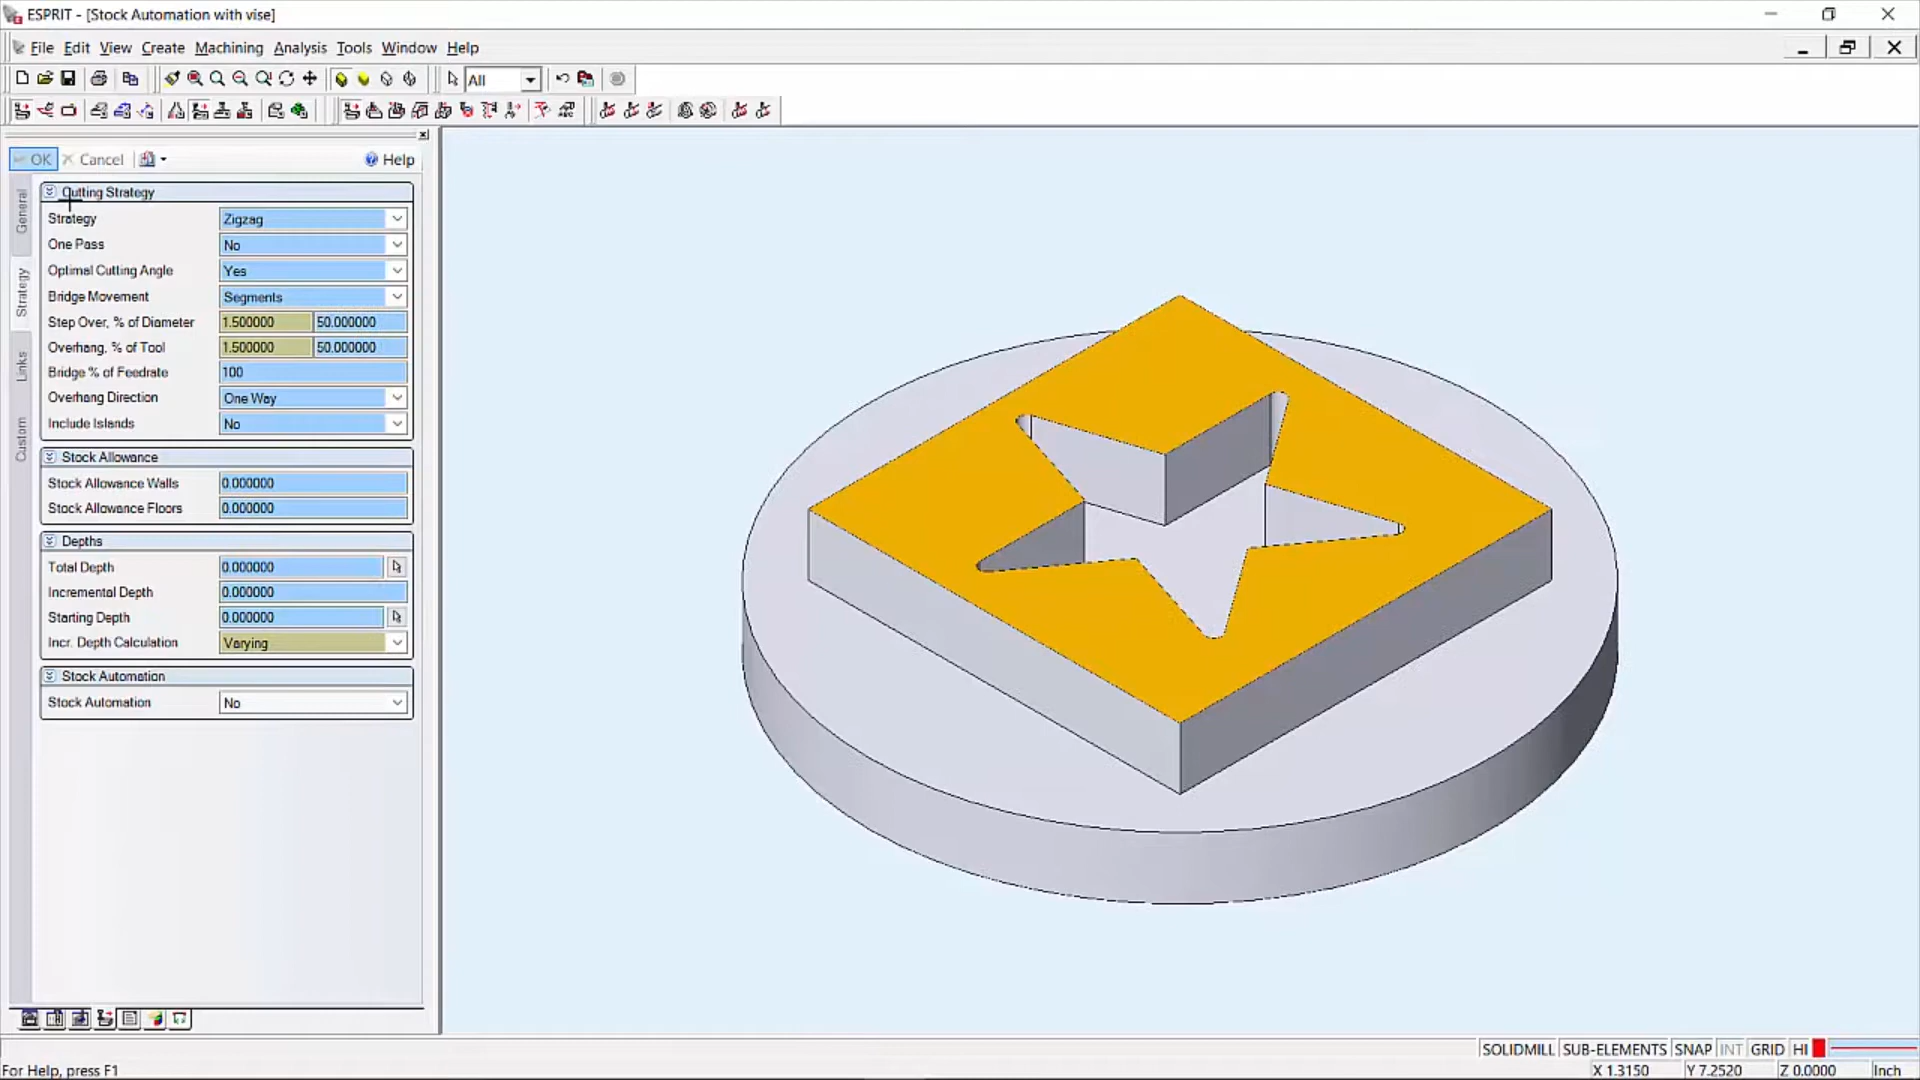 ESPRIT - [Stock Automation with vise]
File Edit View Create Machining Analysis Tools Window Help
All
OK Cancel Help
General
Strategy
Links
Custom
Cutting Strategy
Strategy Zigzag
One Pass No
Optimal Cutting Angle Yes
Bridge Movement Segments
Step Over, % of Diameter 1.500000 50.000000
Overhang, % of Tool 1.500000 50.000000
Bridge % of Feedrate 100
Overhang Direction One Way
Include Islands No
Stock Allowance
Stock Allowance Walls 0.000000
Stock Allowance Floors 0.000000
Depths
Total Depth 0.000000
Incremental Depth 0.000000
Starting Depth 0.000000
Incr. Depth Calculation Varying
Stock Automation
Stock Automation No
SOLIDMILL SUB-ELEMENTS SNAP INT GRID HI
For Help, press F1 X 1.3150 Y 7.2520 Z 0.0000 Inch